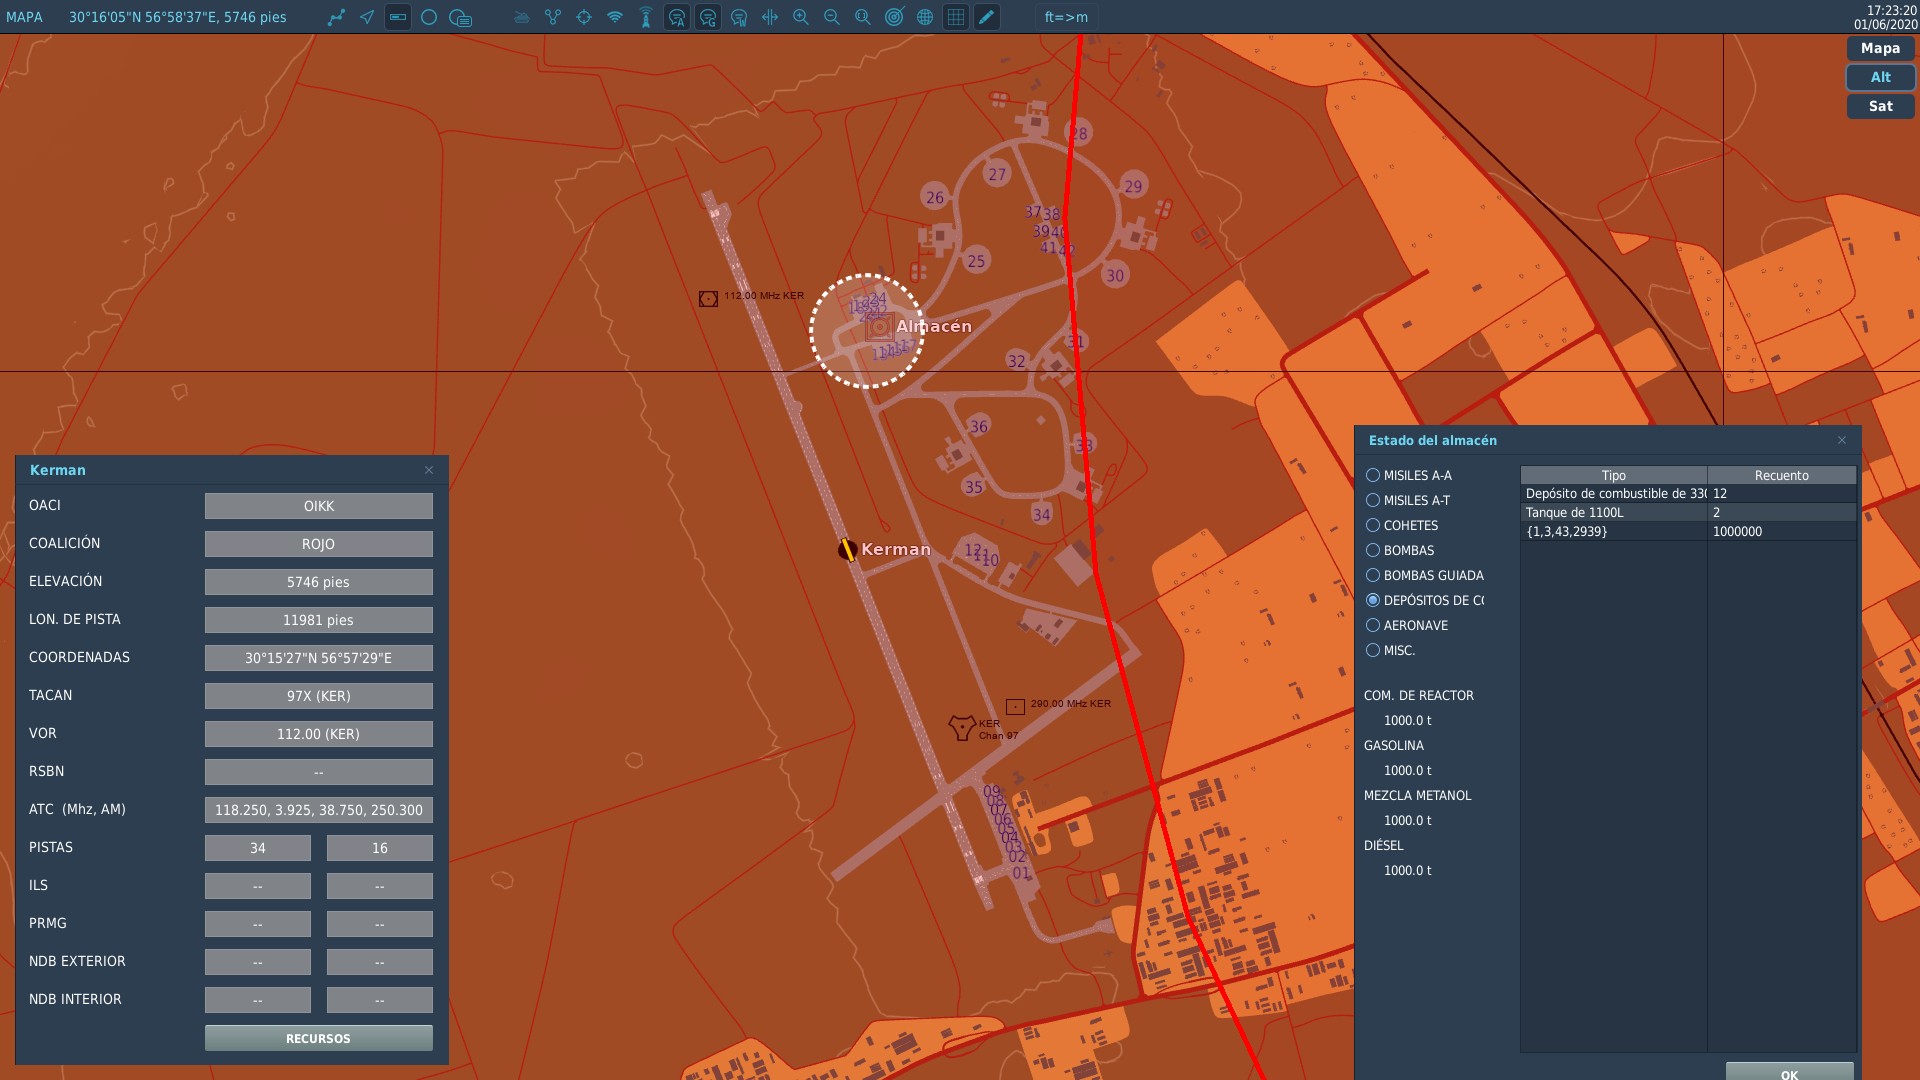 MAPA 30°16'05"N 56°58'37"E, 5746 pies
ft=>m
17:23:20
01/06/2020
Mapa
Alt
Sat
28
27
29
26
37 38
39
41
25
30
112.00 MHz KER
24
Almacén
31
32
36
33
35
34
Kerman
12
11
10
290.00 MHz KER
KER
Chan 97
09
08
07
06
05
04
03
02
01
Kerman
OACI OIKK
COALICIÓN ROJO
ELEVACIÓN 5746 pies
LON. DE PISTA 11981 pies
COORDENADAS 30°15'27"N 56°57'29"E
TACAN 97X (KER)
VOR 112.00 (KER)
RSBN --
ATC (Mhz, AM) 118.250, 3.925, 38.750, 250.300
PISTAS 34 16
ILS -- --
PRMG -- --
NDB EXTERIOR -- --
NDB INTERIOR -- --
RECURSOS
Estado del almacén
MISILES A-A
MISILES A-T
COHETES
BOMBAS
BOMBAS GUIADA
DEPÓSITOS DE CO
AERONAVE
MISC.
COM. DE REACTOR
1000.0 t
GASOLINA
1000.0 t
MEZCLA METANOL
1000.0 t
DIÉSEL
1000.0 t
Tipo Recuento
Depósito de combustible de 330 12
Tanque de 1100L 2
{1,3,43,2939} 1000000
OK